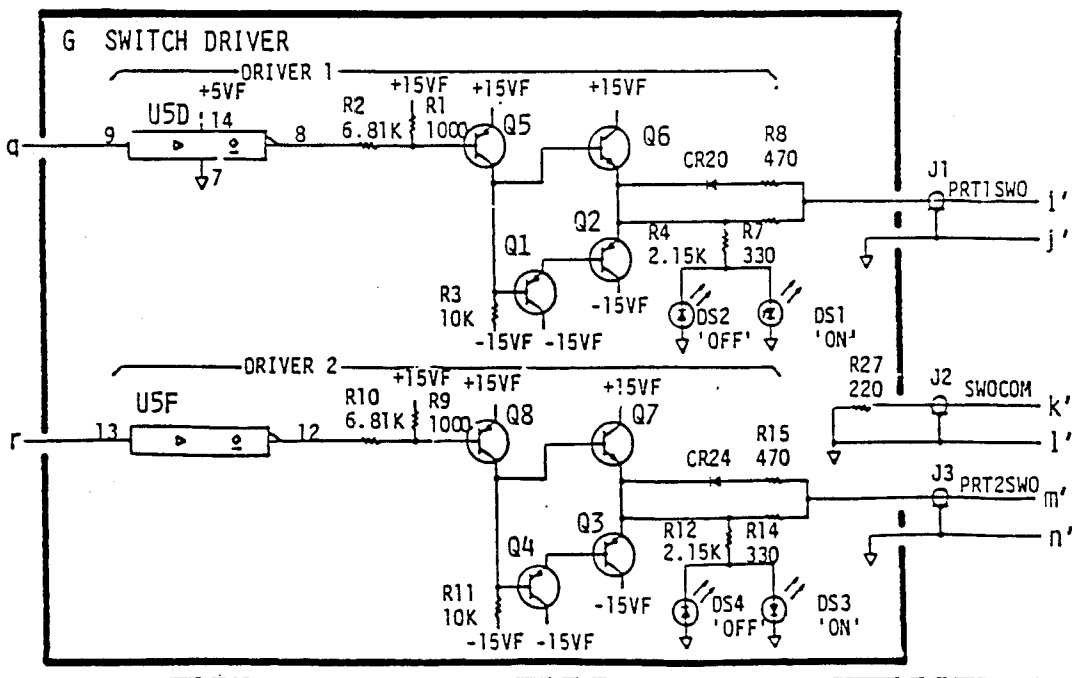 G SWITCH DRIVER
DRIVER 1
+5VF
+15VF
+15VF
+15VF
U5D
14
R2
6.81K
R1
1000
Q5
Q6
R8
470
q
9
8
7
CR20
J1
PRT1SWO
i'
Q2
R4
2.15K
R7
330
j'
Q1
R3
10K
-15VF
DS2
'OFF'
DS1
'ON'
-15VF
-15VF
DRIVER 2
+15VF
+15VF
+15VF
U5F
R10
6.81K
R9
1000
Q8
Q7
R27
220
J2
SWOCOM
k'
r
13
12
R15
470
l'
CR24
J3
PRT2SWO
m'
Q3
R12
2.15K
R14
330
n'
Q4
R11
10K
-15VF
DS4
'OFF'
DS3
'ON'
-15VF
-15VF